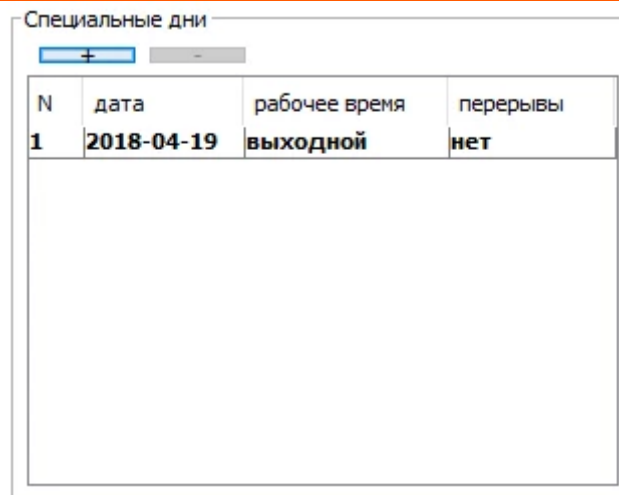 Специальные дни
+ -
N дата рабочее время перерывы
1 2018-04-19 выходной нет